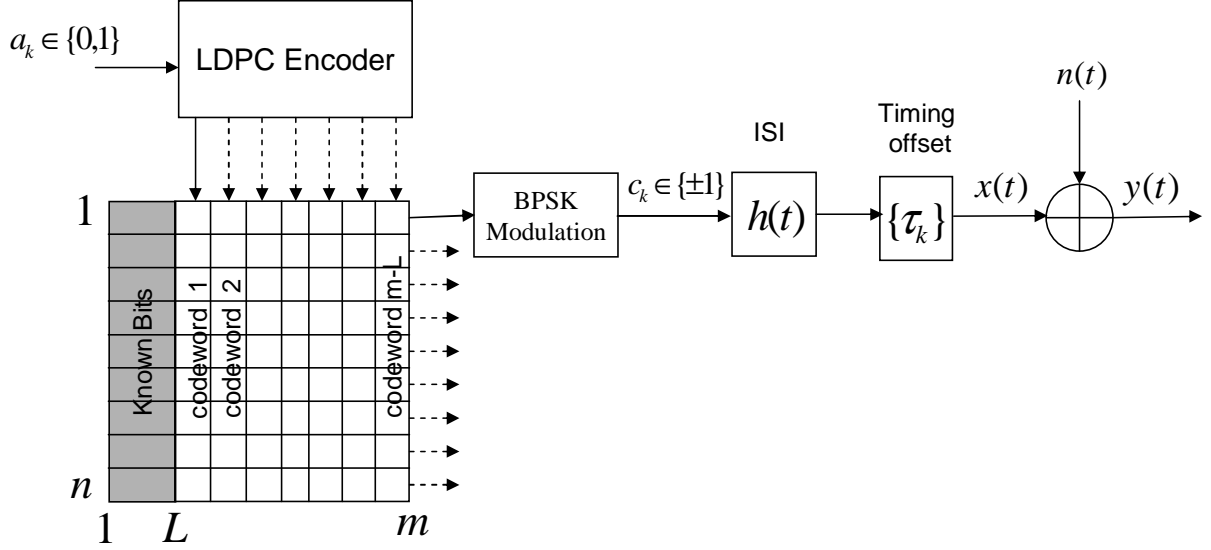 a_k ∈ {0,1}
LDPC Encoder
n(t)
ISI
Timing
offset
1
BPSK
Modulation
c_k ∈ {±1}
h(t)
{τ_k}
x(t)
y(t)
Known Bits
codeword 1
codeword 2
codeword m-L
n
1
L
m